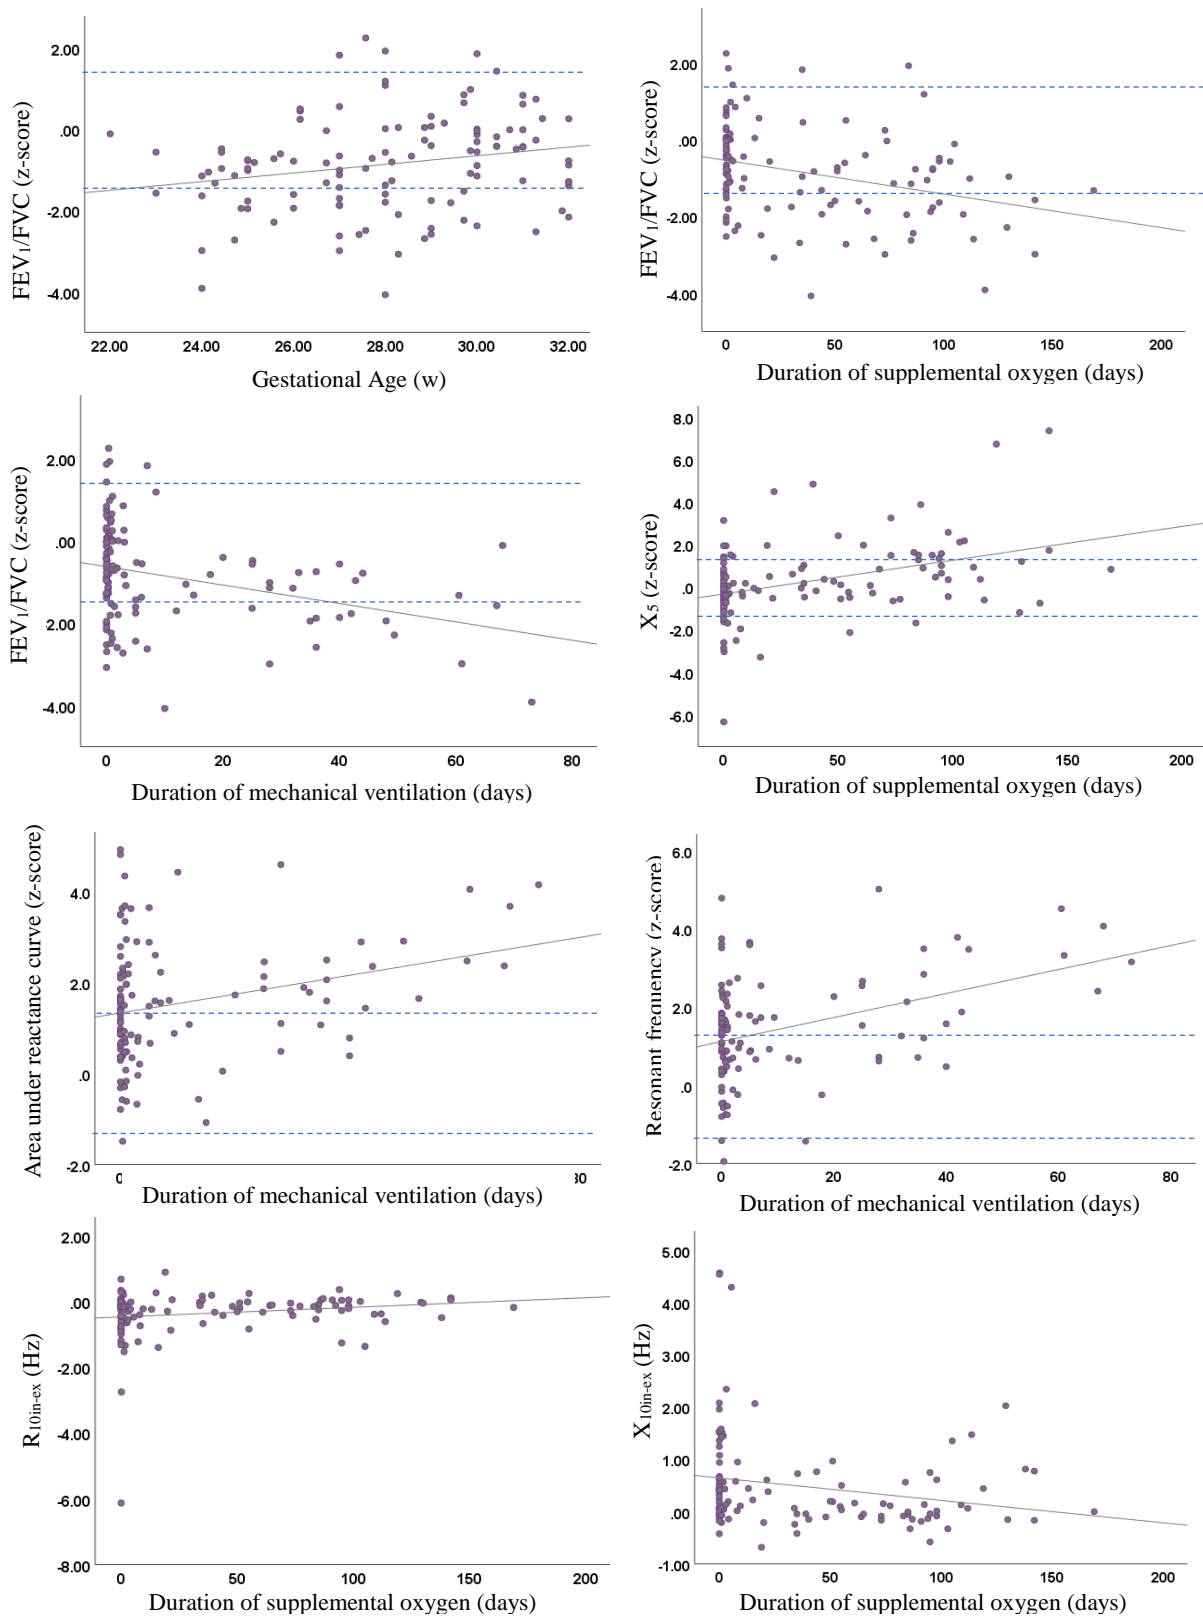 FEV₁/FVC (z-score)
2.00
.00
-2.00
-4.00
22.00 24.00 26.00 28.00 30.00 32.00
Gestational Age (w)
FEV₁/FVC (z-score)
2.00
.00
-2.00
-4.00
0 50 100 150 200
Duration of supplemental oxygen (days)
FEV₁/FVC (z-score)
2.00
.00
2.00
-4.00
0 20 40 60 80
Duration of mechanical ventilation (days)
X₅ (z-score)
8.0
6.0
4.0
2.0
.0
-2.0
-4.0
-6.0
0 50 100 150 200
Duration of supplemental oxygen (days)
Area under reactance curve (z-score)
4.0
2.0
.0
-2.0
Duration of mechanical ventilation (days)
Resonant frequency (z-score)
6.0
4.0
2.0
.0
-2.0
0 20 40 60 80
Duration of mechanical ventilation (days)
R₁₀in-ex (Hz)
2.00
.00
-2.00
-4.00
-6.00
-8.00
0 50 100 150 200
Duration of supplemental oxygen (days)
X₁₀in-ex (Hz)
5.00
4.00
3.00
2.00
1.00
.00
-1.00
0 50 100 150 200
Duration of supplemental oxygen (days)